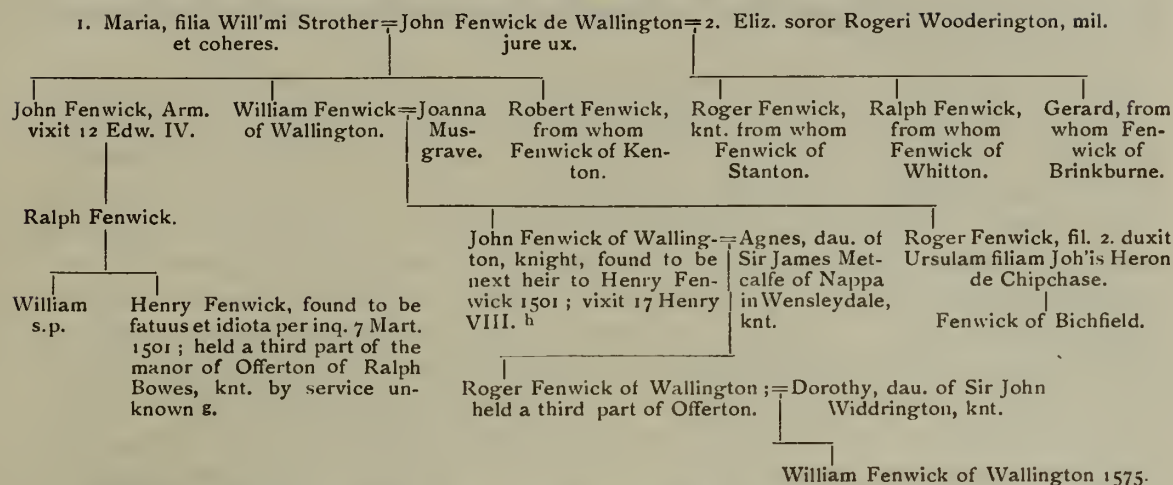 1. Maria, filia Will'mi Strother=John Fenwick de Wallington=2. Eliz. soror Rogeri Wooderington, mil.
et coheres.
jure ux.
John Fenwick, Arm.
vixit 12 Edw. IV.
William Fenwick=Joanna
of Wallington.
Mus-
grave.
Robert Fenwick,
from whom
Fenwick of Ken-
ton.
Roger Fenwick,
knt. from whom
Fenwick of
Stanton.
Ralph Fenwick,
from whom
Fenwick of
Whitton.
Gerard, from
whom Fen-
wick of
Brinkburne.
Ralph Fenwick.
John Fenwick of Walling-=Agnes, dau. of
ton, knight, found to be
next heir to Henry Fen-
wick 1501 ; vixit 17 Henry
VIII. h
Sir James Met-
calfe of Nappa
in Wensleydale,
knt.
Roger Fenwick, fil. 2. duxit
Ursulam filiam Joh'is Heron
de Chipchase.
Fenwick of Bichfield.
William
s.p.
Henry Fenwick, found to be
fatuus et idiota per inq. 7 Mart.
1501 ; held a third part of the
manor of Offerton of Ralph
Bowes, knt. by service un-
known g.
Roger Fenwick of Wallington ;=Dorothy, dau. of Sir John
held a third part of Offerton.
Widdrington, knt.
William Fenwick of Wallington 1575.